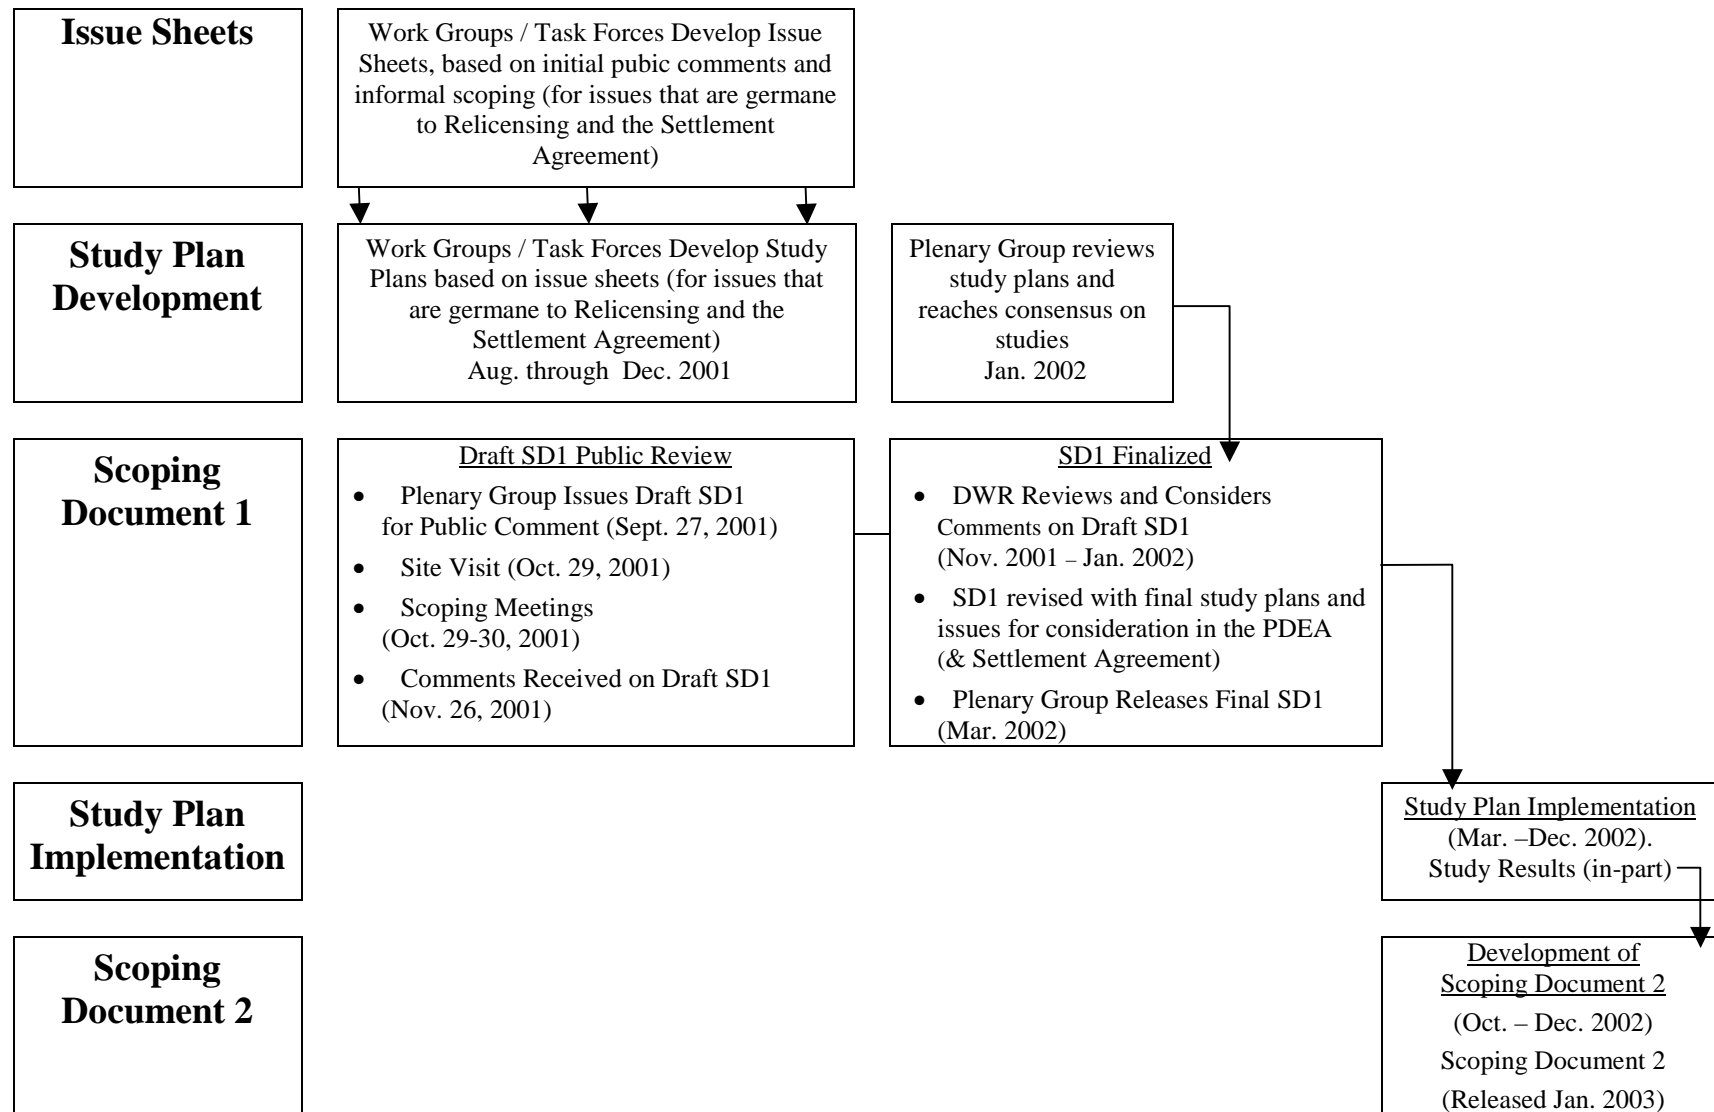 Issue Sheets
Work Groups / Task Forces Develop Issue
Sheets, based on initial pubic comments and
informal scoping (for issues that are germane
to Relicensing and the Settlement
Agreement)
Study Plan
Development
Work Groups / Task Forces Develop Study
Plans based on issue sheets (for issues that
are germane to Relicensing and the
Settlement Agreement)
Aug. through Dec. 2001
Plenary Group reviews
study plans and
reaches consensus on
studies
Jan. 2002
Scoping
Document 1
Draft SD1 Public Review
• Plenary Group Issues Draft SD1
for Public Comment (Sept. 27, 2001)
• Site Visit (Oct. 29, 2001)
• Scoping Meetings
(Oct. 29-30, 2001)
• Comments Received on Draft SD1
(Nov. 26, 2001)
SD1 Finalized
• DWR Reviews and Considers
Comments on Draft SD1
(Nov. 2001 – Jan. 2002)
• SD1 revised with final study plans and
issues for consideration in the PDEA
(& Settlement Agreement)
• Plenary Group Releases Final SD1
(Mar. 2002)
Study Plan
Implementation
Study Plan Implementation
(Mar. –Dec. 2002).
Study Results (in-part)
Scoping
Document 2
Development of
Scoping Document 2
(Oct. – Dec. 2002)
Scoping Document 2
(Released Jan. 2003)